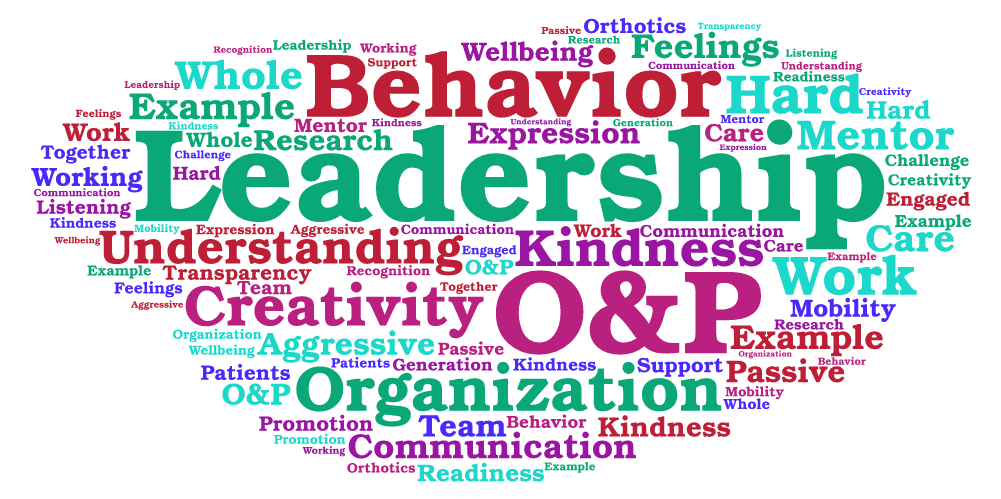 Passive Orthotics Transparency
Recognition Leadership Working Wellbeing Research Feelings Listening
Support Communication Understanding
Leadership Whole Behavior Hard Readiness Creativity
Feelings Example Hard
Work Kindness Mentor Kindness Understanding Expression Generation Mentor Care Mentor
Together Whole Research Expression Challenge
Challenge Leadership Creativity
Working Hard
Communication Engaged
Listening Example
Kindness Mobility Expression Aggressive Communication Work Communication Care
Wellbeing Understanding Engaged Kindness Care Example
Example Transparency Recognition O&P Work
Feelings Team Together
Aggressive Creativity O&P Mobility
Organization Research
Wellbeing Aggressive Passive Example
Patients Patients Generation Kindness Support Organization Passive Behavior
O&P Organization Mobility
Whole
Promotion Team Behavior Kindness
Promotion Communication
Working
Orthotics Readiness Example